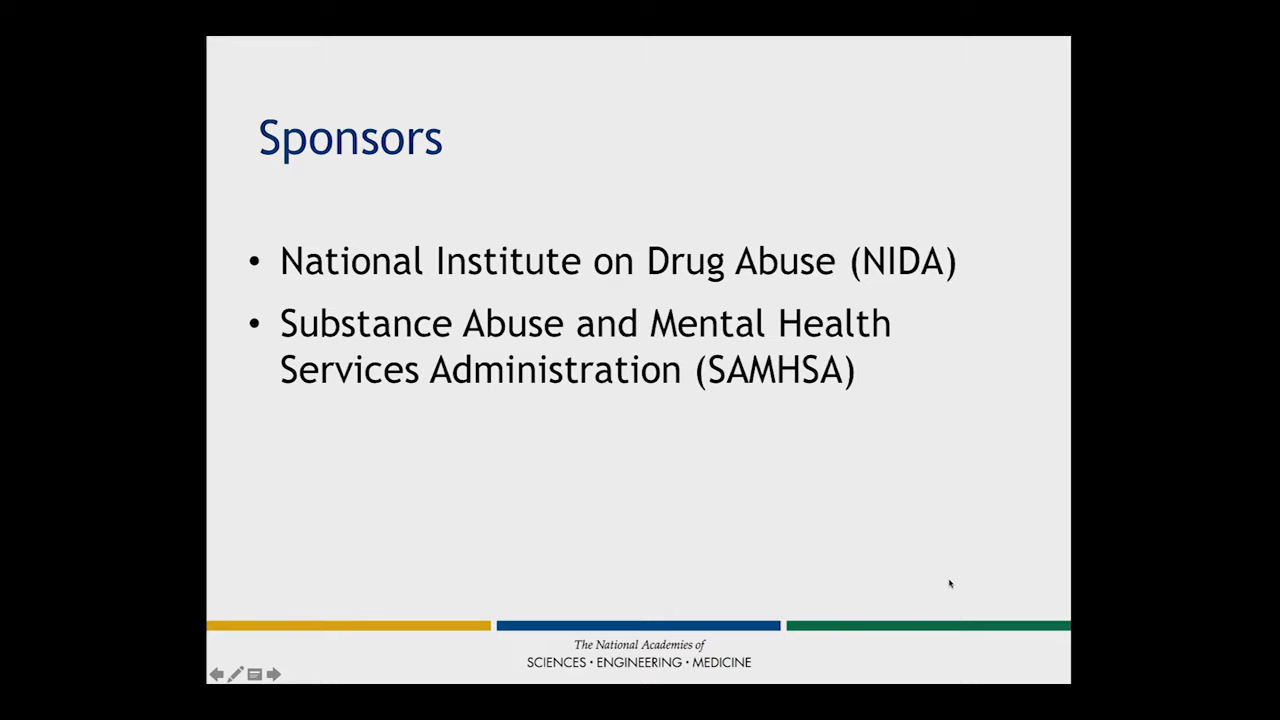 Sponsors
• National Institute on Drug Abuse (NIDA)
• Substance Abuse and Mental Health
Services Administration (SAMHSA)
The National Academies of
SCIENCES · ENGINEERING · MEDICINE